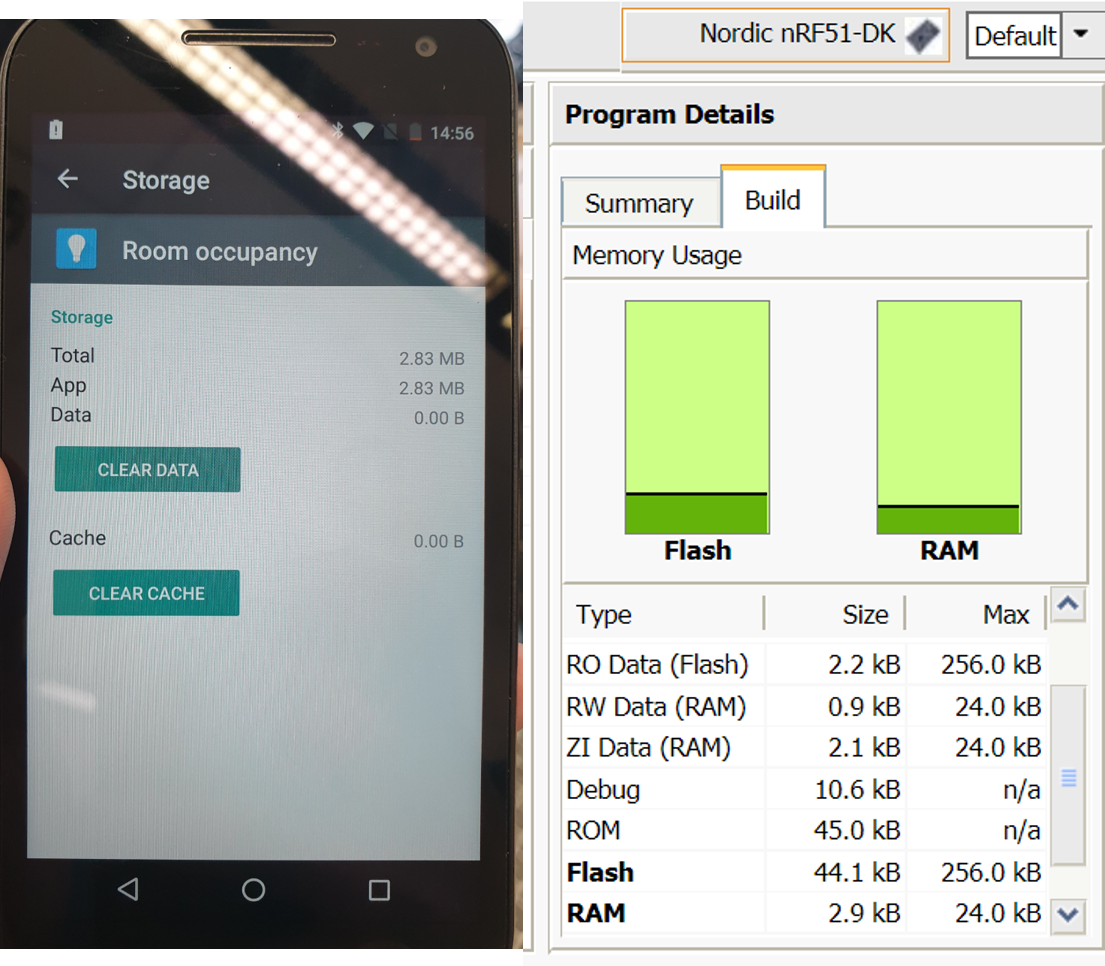 14:56
Storage
Room occupancy
Storage
Total 2.83 MB
App 2.83 MB
Data 0.00 B
CLEAR DATA
Cache 0.00 B
CLEAR CACHE
Nordic nRF51-DK Default
Program Details
Summary Build
Memory Usage
Flash RAM
Type Size Max
RO Data (Flash) 2.2 kB 256.0 kB
RW Data (RAM) 0.9 kB 24.0 kB
ZI Data (RAM) 2.1 kB 24.0 kB
Debug 10.6 kB n/a
ROM 45.0 kB n/a
Flash 44.1 kB 256.0 kB
RAM 2.9 kB 24.0 kB